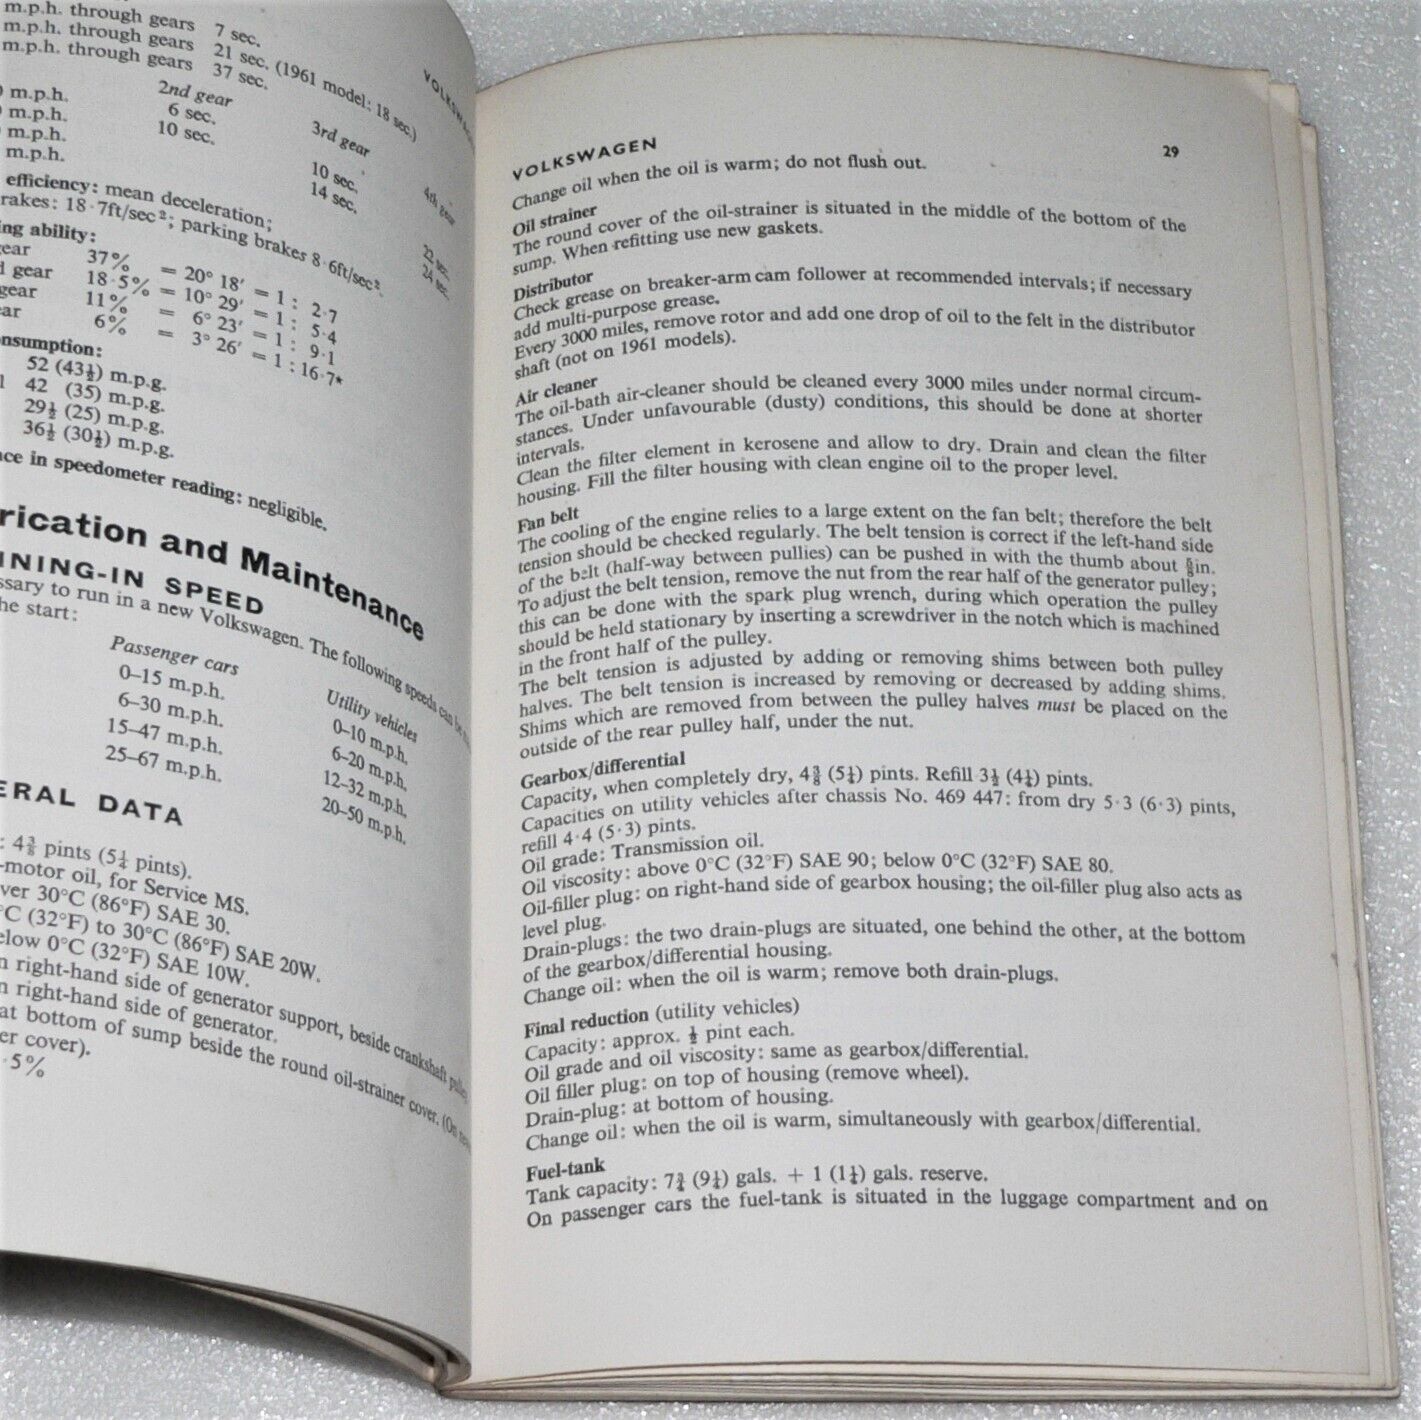 m.p.h. through gears 7 sec.
m.p.h. through gears 21 sec. (1961 model: 18 sec.)
m.p.h. through gears 37 sec.
2nd gear 3rd gear 4th gear
m.p.h. 6 sec.
m.p.h. 10 sec. 10 sec.
m.p.h. 14 sec. 22 sec.
m.p.h. 24 sec.
efficiency: mean deceleration;
rakes: 18·7ft/sec²; parking brakes 8·6ft/sec².
ing ability:
ear 37% = 20° 18′ = 1 : 2·7
d gear 18·5% = 10° 29′ = 1 : 5·4
gear 11% = 6° 23′ = 1 : 9·1
ar 6% = 3° 26′ = 1 : 16·7*
nsumption:
52 (43½) m.p.g.
42 (35) m.p.g.
29½ (25) m.p.g.
36½ (30½) m.p.g.
ce in speedometer reading: negligible.
rication and Maintenance
NING-IN SPEED
ssary to run in a new Volkswagen. The following speeds can be
he start:
Passenger cars Utility vehicles
0–15 m.p.h. 0–10 m.p.h.
6–30 m.p.h. 6–20 m.p.h.
15–47 m.p.h. 12–32 m.p.h.
25–67 m.p.h. 20–50 m.p.h.
ERAL DATA
: 4⅜ pints (5¼ pints).
-motor oil, for Service MS.
ver 30°C (86°F) SAE 30.
°C (32°F) to 30°C (86°F) SAE 20W.
elow 0°C (32°F) SAE 10W.
n right-hand side of generator support, beside crankshaft pulley
n right-hand side of generator.
at bottom of sump beside the round oil-strainer cover. (On
er cover).
·5%
VOLKSWAGEN 29
Change oil when the oil is warm; do not flush out.
Oil strainer
The round cover of the oil-strainer is situated in the middle of the bottom of the
sump. When refitting use new gaskets.
Distributor
Check grease on breaker-arm cam follower at recommended intervals; if necessary
add multi-purpose grease.
Every 3000 miles, remove rotor and add one drop of oil to the felt in the distributor
shaft (not on 1961 models).
Air cleaner
The oil-bath air-cleaner should be cleaned every 3000 miles under normal circum-
stances. Under unfavourable (dusty) conditions, this should be done at shorter
intervals.
Clean the filter element in kerosene and allow to dry. Drain and clean the filter
housing. Fill the filter housing with clean engine oil to the proper level.
Fan belt
The cooling of the engine relies to a large extent on the fan belt; therefore the belt
tension should be checked regularly. The belt tension is correct if the left-hand side
of the belt (half-way between pullies) can be pushed in with the thumb about ⅝in.
To adjust the belt tension, remove the nut from the rear half of the generator pulley;
this can be done with the spark plug wrench, during which operation the pulley
should be held stationary by inserting a screwdriver in the notch which is machined
in the front half of the pulley.
The belt tension is adjusted by adding or removing shims between both pulley
halves. The belt tension is increased by removing or decreased by adding shims.
Shims which are removed from between the pulley halves must be placed on the
outside of the rear pulley half, under the nut.
Gearbox/differential
Capacity, when completely dry, 4⅜ (5¼) pints. Refill 3½ (4¼) pints.
Capacities on utility vehicles after chassis No. 469 447: from dry 5·3 (6·3) pints,
refill 4·4 (5·3) pints.
Oil grade: Transmission oil.
Oil viscosity: above 0°C (32°F) SAE 90; below 0°C (32°F) SAE 80.
Oil-filler plug: on right-hand side of gearbox housing; the oil-filler plug also acts as
level plug.
Drain-plugs: the two drain-plugs are situated, one behind the other, at the bottom
of the gearbox/differential housing.
Change oil: when the oil is warm; remove both drain-plugs.
Final reduction (utility vehicles)
Capacity: approx. ½ pint each.
Oil grade and oil viscosity: same as gearbox/differential.
Oil filler plug: on top of housing (remove wheel).
Drain-plug: at bottom of housing.
Change oil: when the oil is warm, simultaneously with gearbox/differential.
Fuel-tank
Tank capacity: 7¾ (9¼) gals. + 1 (1¼) gals. reserve.
On passenger cars the fuel-tank is situated in the luggage compartment and on